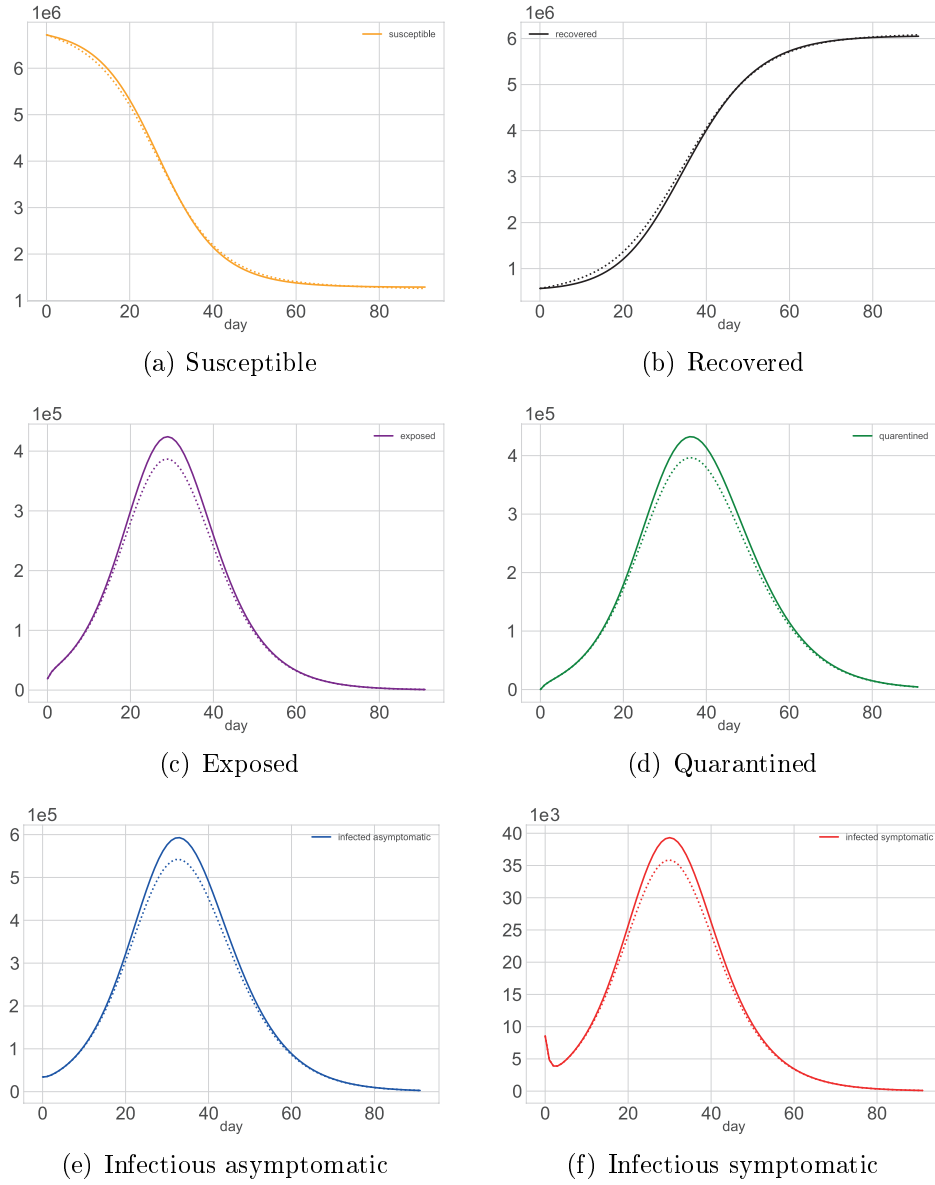 1e6
susceptible
6
5
4
3
2
1
0 20 40 60 80
day
(a) Susceptible
1e6
recovered
6
5
4
3
2
1
0 20 40 60 80
day
(b) Recovered
1e5
exposed
4
3
2
1
0
0 20 40 60 80
day
(c) Exposed
1e5
quarentined
4
3
2
1
0
0 20 40 60 80
day
(d) Quarantined
1e5
infected asymptomatic
6
5
4
3
2
1
0
0 20 40 60 80
day
(e) Infectious asymptomatic
1e3
infected symptomatic
40
35
30
25
20
15
10
5
0
0 20 40 60 80
day
(f) Infectious symptomatic